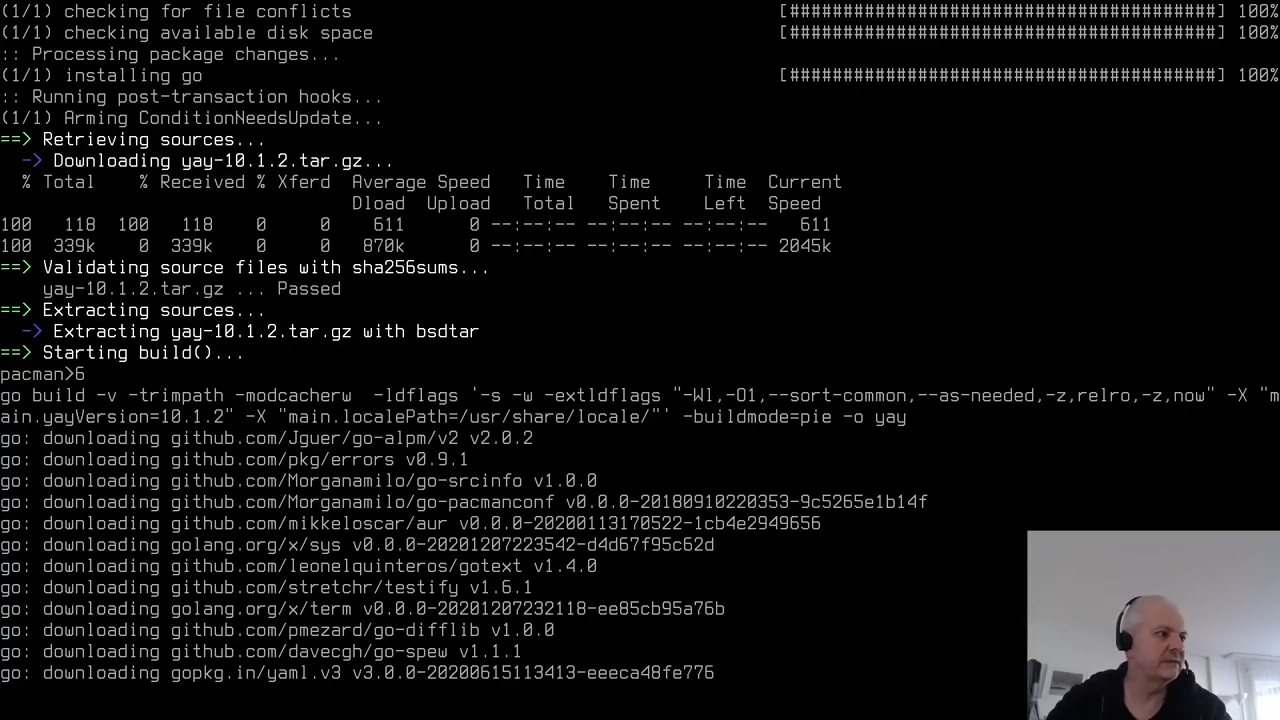 (1/1) checking for file conflicts [########################################] 100%
(1/1) checking available disk space [########################################] 100%
:: Processing package changes...
(1/1) installing go [########################################] 100%
:: Running post-transaction hooks...
(1/1) Arming ConditionNeedsUpdate...
==> Retrieving sources...
-> Downloading yay-10.1.2.tar.gz...
% Total % Received % Xferd Average Speed Time Time Time Current
Dload Upload Total Spent Left Speed
100 118 100 118 0 0 611 0 --:--:-- --:--:-- --:--:-- 611
100 339k 0 339k 0 0 870k 0 --:--:-- --:--:-- --:--:-- 2045k
==> Validating source files with sha256sums...
yay-10.1.2.tar.gz ... Passed
==> Extracting sources...
-> Extracting yay-10.1.2.tar.gz with bsdtar
==> Starting build()...
pacman>6
go build -v -trimpath -modcacherw -ldflags '-s -w -extldflags "-Wl,-O1,--sort-common,--as-needed,-z,relro,-z,now" -X "m
ain.yayVersion=10.1.2" -X "main.localePath=/usr/share/locale/"' -buildmode=pie -o yay
go: downloading github.com/Jguer/go-alpm/v2 v2.0.2
go: downloading github.com/pkg/errors v0.9.1
go: downloading github.com/Morganamilo/go-srcinfo v1.0.0
go: downloading github.com/Morganamilo/go-pacmanconf v0.0.0-20180910220353-9c5265e1b14f
go: downloading github.com/mikkeloscar/aur v0.0.0-20200113170522-1cb4e2949656
go: downloading golang.org/x/sys v0.0.0-20201207223542-d4d67f95c62d
go: downloading github.com/leonelquinteros/gotext v1.4.0
go: downloading github.com/stretchr/testify v1.6.1
go: downloading golang.org/x/term v0.0.0-20201207232118-ee85cb95a76b
go: downloading github.com/pmezard/go-difflib v1.0.0
go: downloading github.com/davecgh/go-spew v1.1.1
go: downloading gopkg.in/yaml.v3 v3.0.0-20200615113413-eeeca48fe776